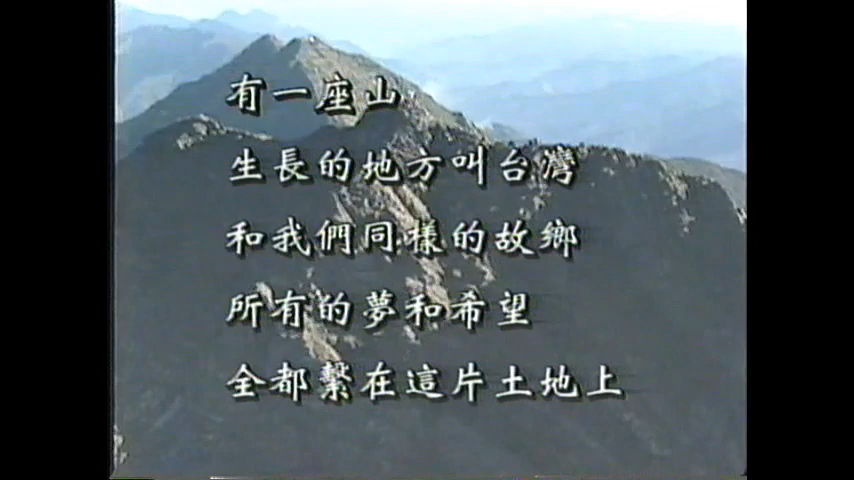 有一座山
生長的地方叫台灣
和我們同樣的故鄉
所有的夢和希望
全都繫在這片土地上